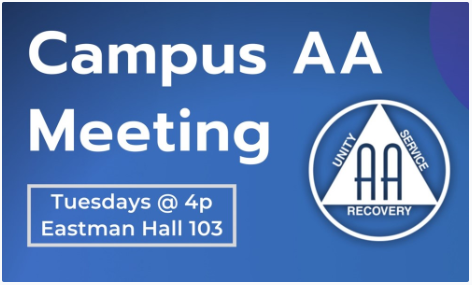 Campus AA
Meeting
Tuesdays @ 4p
Eastman Hall 103
UNITY
SERVICE
AA
RECOVERY